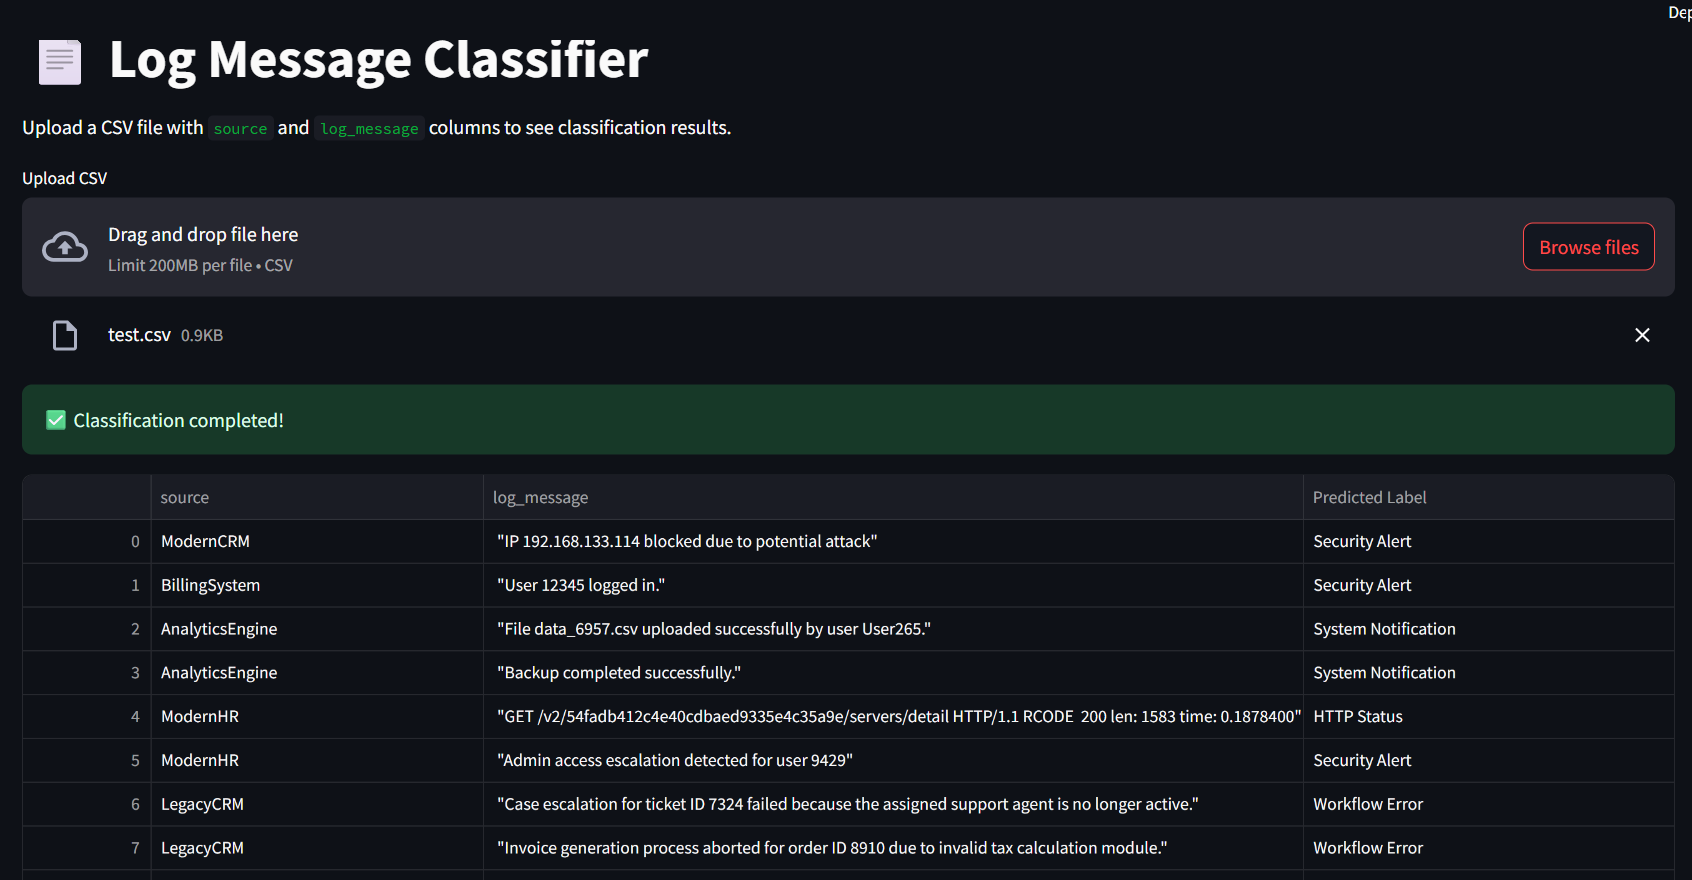 Dep
Log Message Classifier
Upload a CSV file with source and log_message columns to see classification results.
Upload CSV
Drag and drop file here
Limit 200MB per file • CSV
Browse files
test.csv 0.9KB
Classification completed!
source log_message Predicted Label
0 ModernCRM "IP 192.168.133.114 blocked due to potential attack" Security Alert
1 BillingSystem "User 12345 logged in." Security Alert
2 AnalyticsEngine "File data_6957.csv uploaded successfully by user User265." System Notification
3 AnalyticsEngine "Backup completed successfully." System Notification
4 ModernHR "GET /v2/54fadb412c4e40cdbaed9335e4c35a9e/servers/detail HTTP/1.1 RCODE  200 len: 1583 time: 0.1878400" HTTP Status
5 ModernHR "Admin access escalation detected for user 9429" Security Alert
6 LegacyCRM "Case escalation for ticket ID 7324 failed because the assigned support agent is no longer active." Workflow Error
7 LegacyCRM "Invoice generation process aborted for order ID 8910 due to invalid tax calculation module." Workflow Error